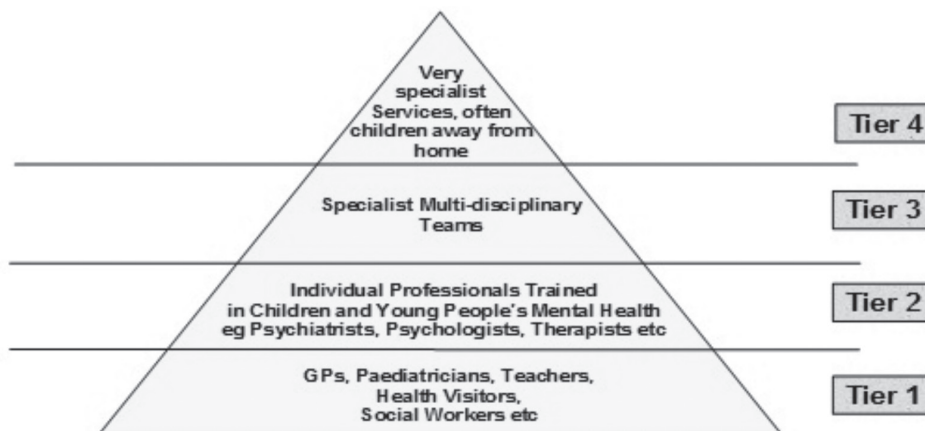 Very
specialist
Services, often
children away from
home
Tier 4
Specialist Multi-disciplinary
Teams
Tier 3
Individual Professionals Trained
in Children and Young People's Mental Health
eg Psychiatrists, Psychologists, Therapists etc
Tier 2
GPs, Paediatricians, Teachers,
Health Visitors,
Social Workers etc
Tier 1